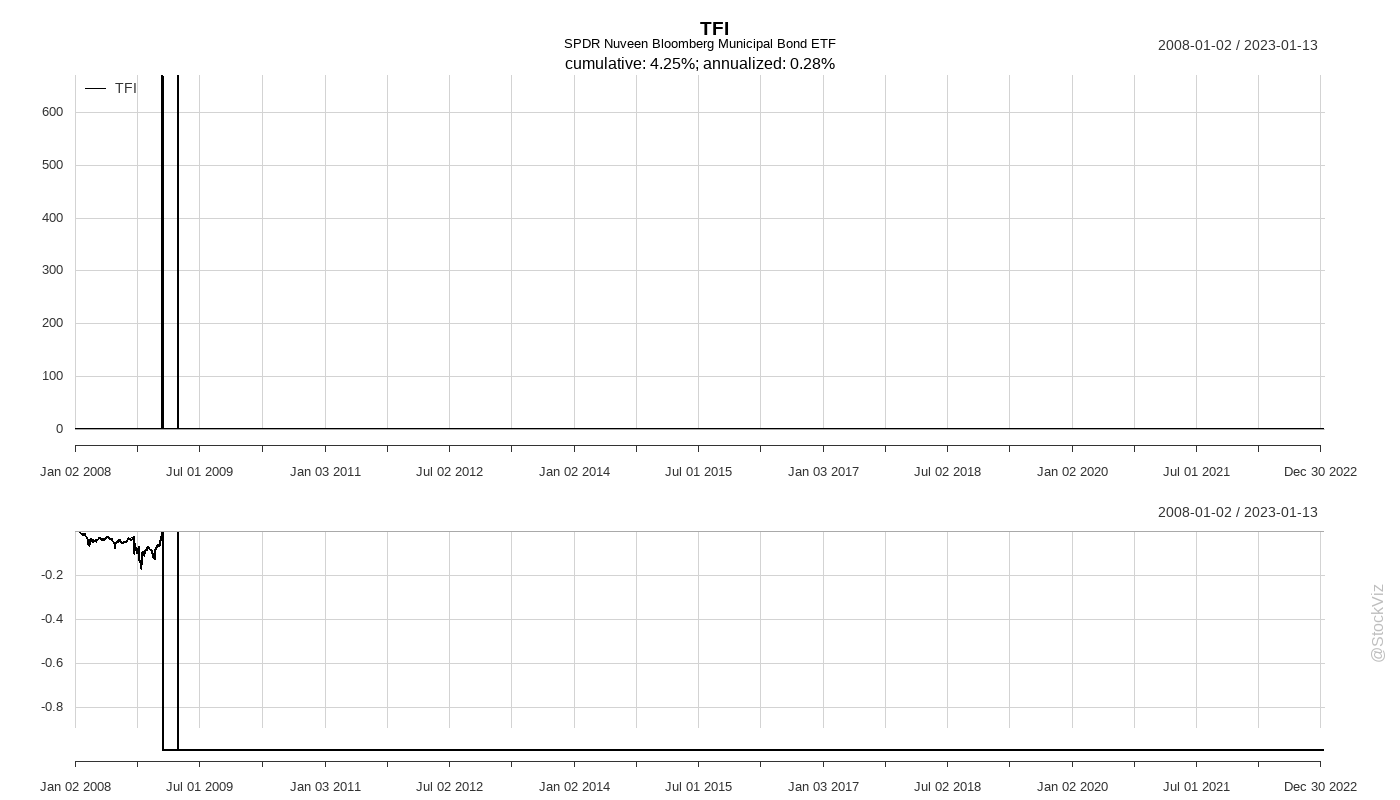 TFI
SPDR Nuveen Bloomberg Municipal Bond ETF
cumulative: 4.25%; annualized: 0.28%
2008-01-02 / 2023-01-13
TFI
600
500
400
300
200
100
0
Jan 02 2008 Jul 01 2009 Jan 03 2011 Jul 02 2012 Jan 02 2014 Jul 01 2015 Jan 03 2017 Jul 02 2018 Jan 02 2020 Jul 01 2021 Dec 30 2022
2008-01-02 / 2023-01-13
-0.2
-0.4
-0.6
-0.8
Jan 02 2008 Jul 01 2009 Jan 03 2011 Jul 02 2012 Jan 02 2014 Jul 01 2015 Jan 03 2017 Jul 02 2018 Jan 02 2020 Jul 01 2021 Dec 30 2022
@StockViz